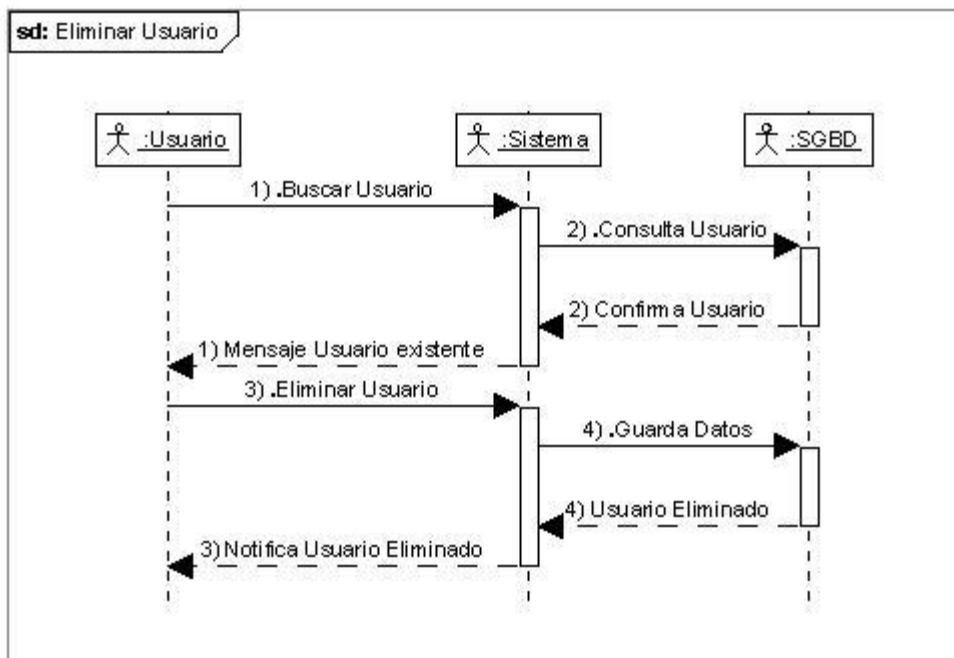 sd: Eliminar Usuario
:Usuario
:Sistema
:SGBD
1) .Buscar Usuario
2) .Consulta Usuario
2) Confirma Usuario
1) Mensaje Usuario existente
3) .Eliminar Usuario
4) .Guarda Datos
4) Usuario Eliminado
3) Notifica Usuario Eliminado